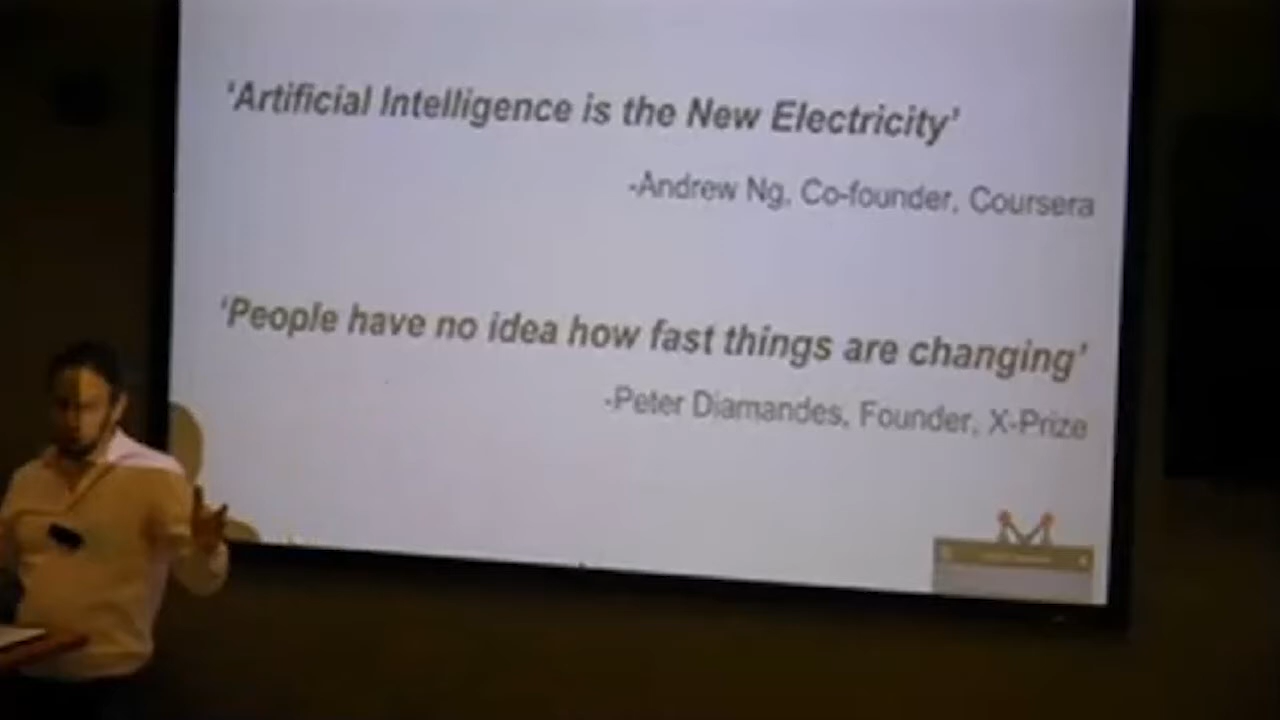 ‘Artificial Intelligence is the New Electricity’
-Andrew Ng, Co-founder, Coursera
‘People have no idea how fast things are changing’
-Peter Diamandes, Founder, X-Prize